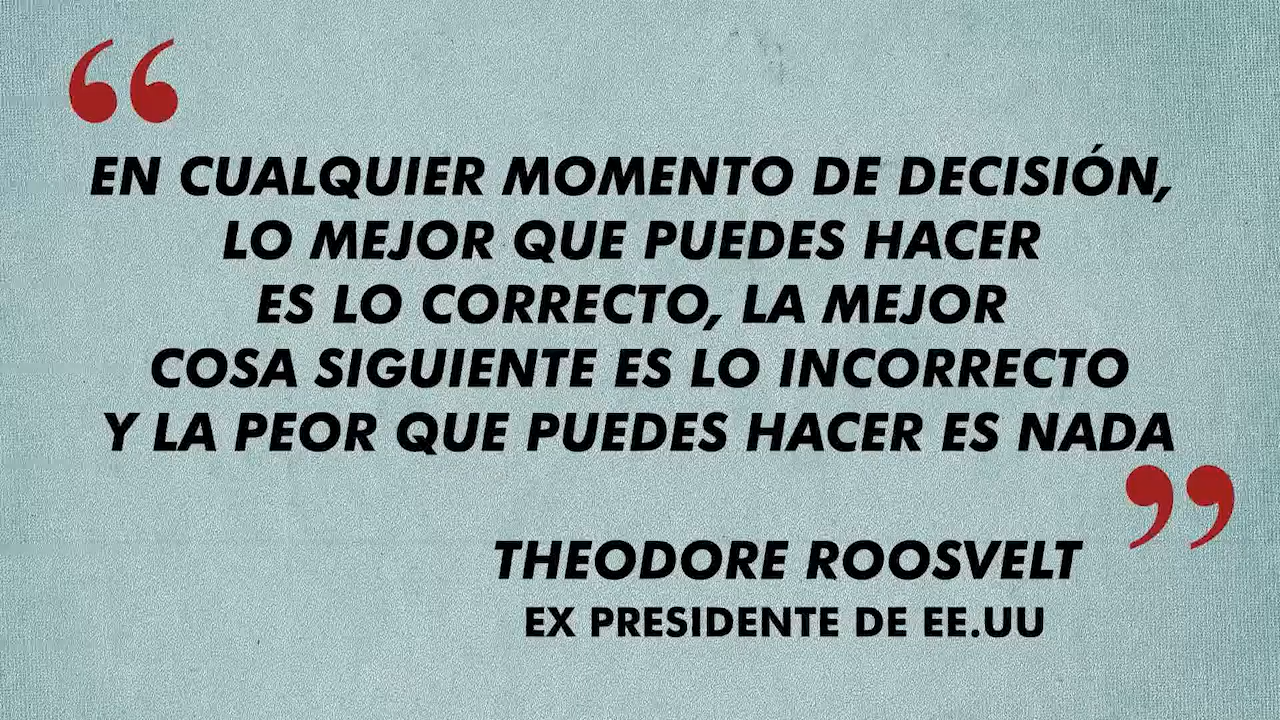 “
EN CUALQUIER MOMENTO DE DECISIÓN,
LO MEJOR QUE PUEDES HACER
ES LO CORRECTO, LA MEJOR
COSA SIGUIENTE ES LO INCORRECTO
Y LA PEOR QUE PUEDES HACER ES NADA
”
THEODORE ROOSVELT
EX PRESIDENTE DE EE.UU